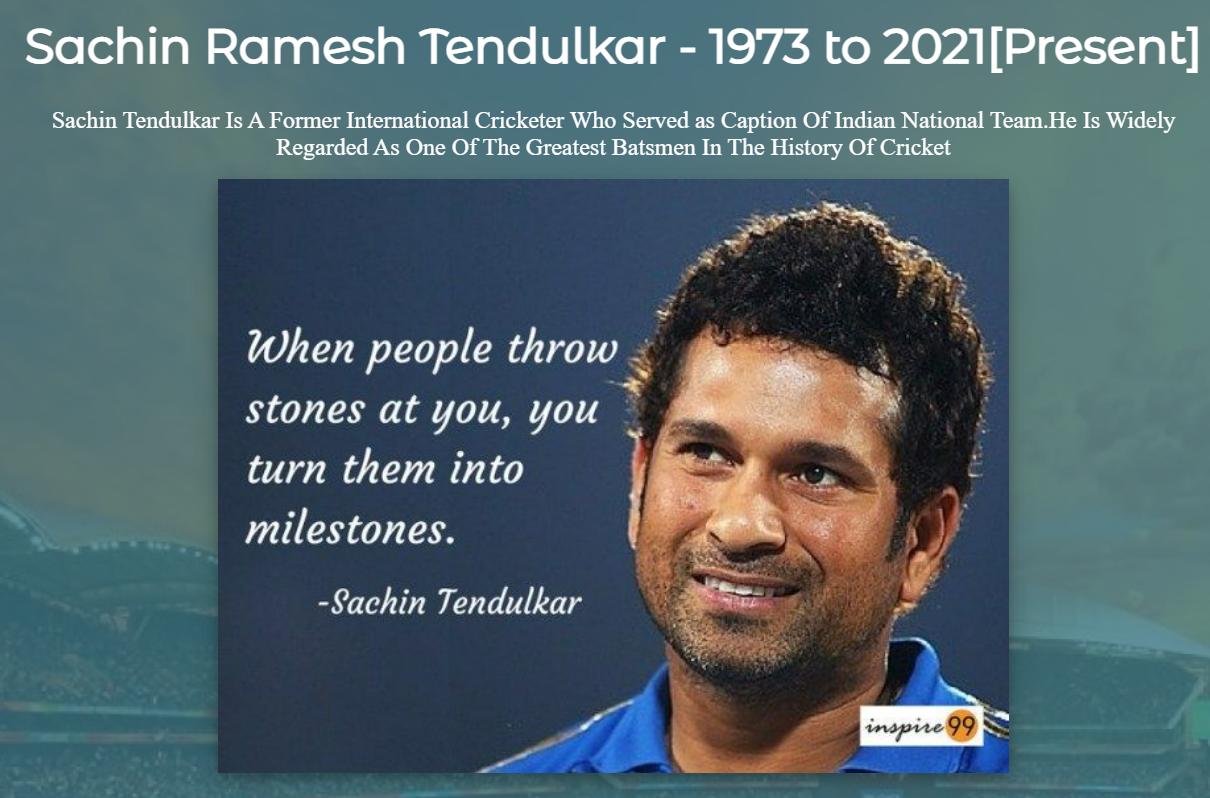 Sachin Ramesh Tendulkar - 1973 to 2021[Present]
Sachin Tendulkar Is A Former International Cricketer Who Served as Caption Of Indian National Team.He Is Widely
Regarded As One Of The Greatest Batsmen In The History Of Cricket
When people throw
stones at you, you
turn them into
milestones.
-Sachin Tendulkar
inspire99